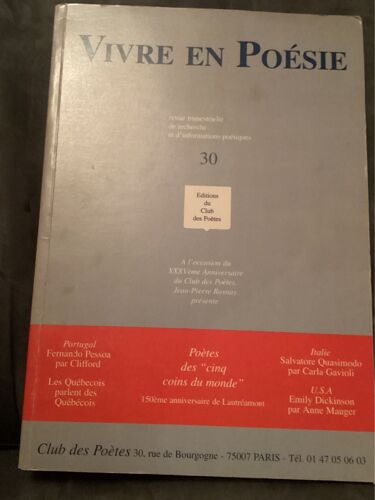 VIVRE EN POÉSIE
revue trimestrielle
de recherche
et d'informations poétiques
30
Editions
du
Club
des Poètes
A l'occasion du
XXXVème Anniversaire
du Club des Poètes,
Jean-Pierre Rosnay
présente
Portugal
Fernando Pessoa
par Clifford
Les Québecois
parlent des
Québécois
Poètes
des "cinq
coins du monde"
150ème anniversaire de Lautréamont
Italie
Salvatore Quasimodo
par Carla Gavioli
U.S.A
Emily Dickinson
par Anne Mauger
Club des Poètes 30, rue de Bourgogne - 75007 PARIS - Tél. 01 47 05 06 03